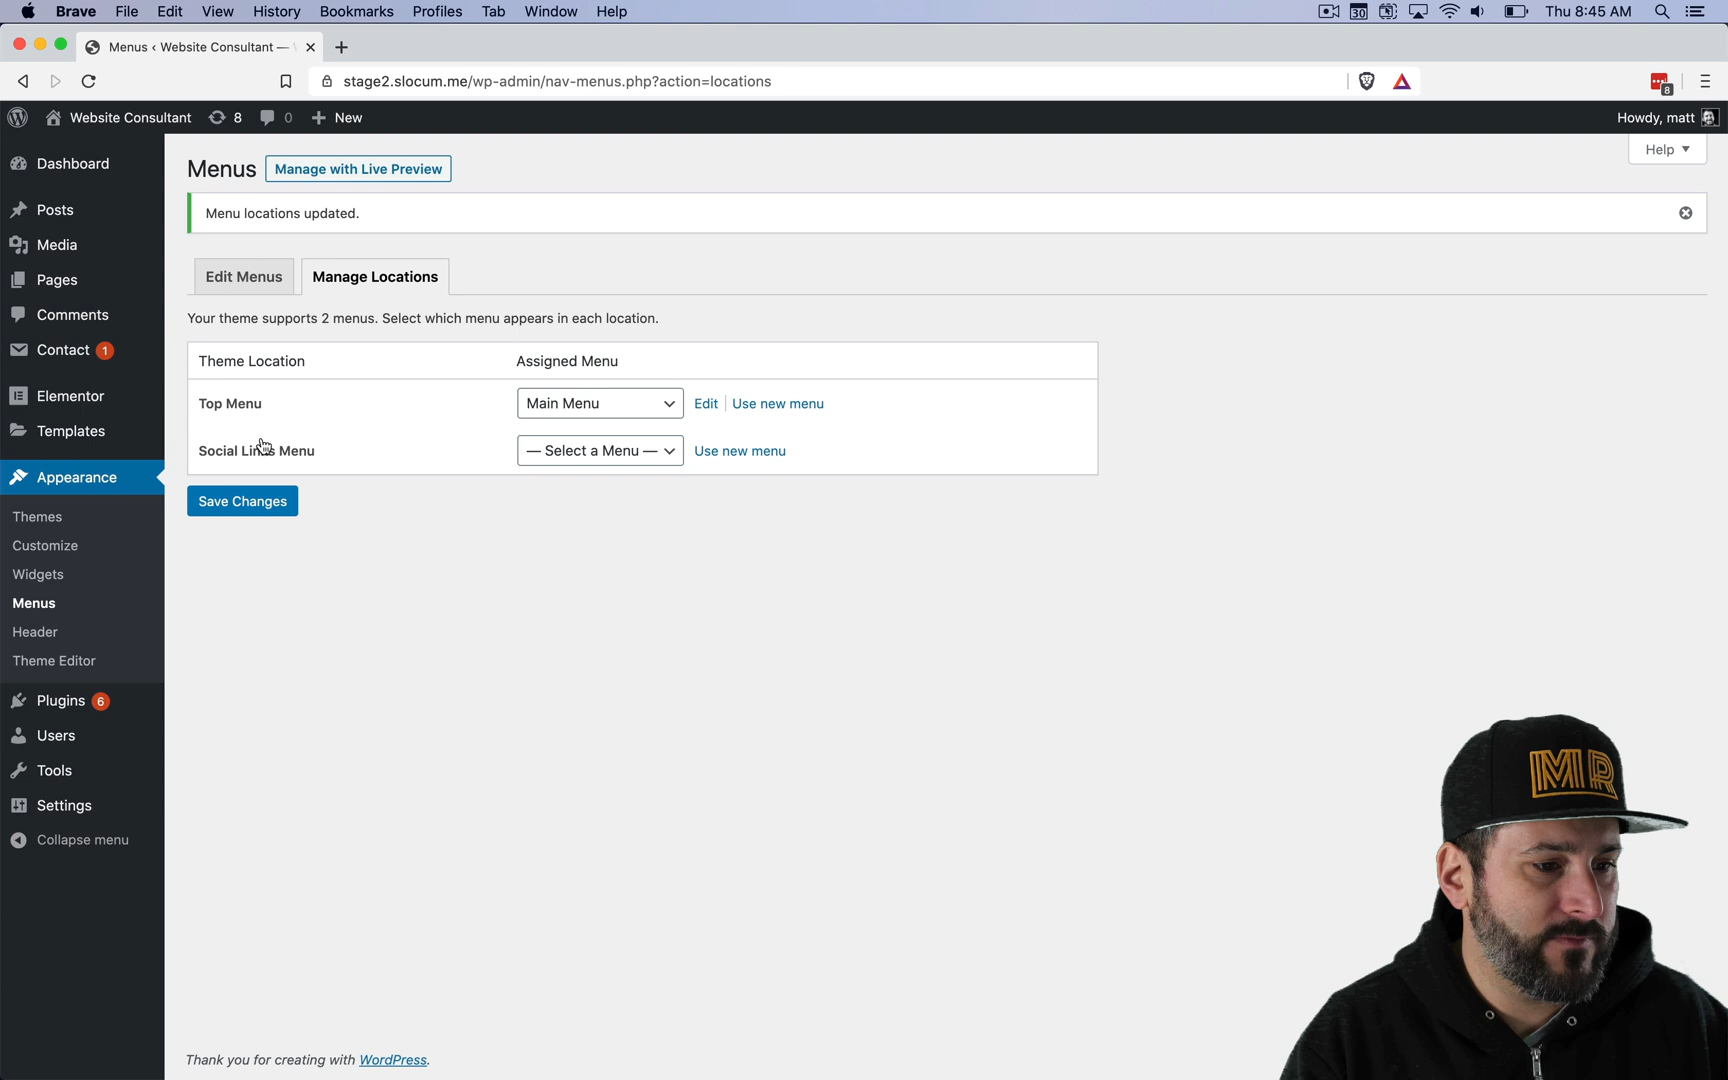 Brave File Edit View History Bookmarks Profiles Tab Window Help 30 Thu 8:45 AM
Menus ‹ Website Consultant —
stage2.slocum.me/wp-admin/nav-menus.php?action=locations 8
Website Consultant 8 0 New Howdy, matt
Help
Dashboard
Posts
Media
Pages
Comments
Contact 1
Elementor
Templates
Appearance
Themes
Customize
Widgets
Menus
Header
Theme Editor
Plugins 6
Users
Tools
Settings
Collapse menu
Menus Manage with Live Preview
Menu locations updated.
Edit Menus Manage Locations
Your theme supports 2 menus. Select which menu appears in each location.
Theme Location Assigned Menu
Top Menu Main Menu Edit Use new menu
Social Links Menu — Select a Menu — Use new menu
Save Changes
MR
Thank you for creating with WordPress.